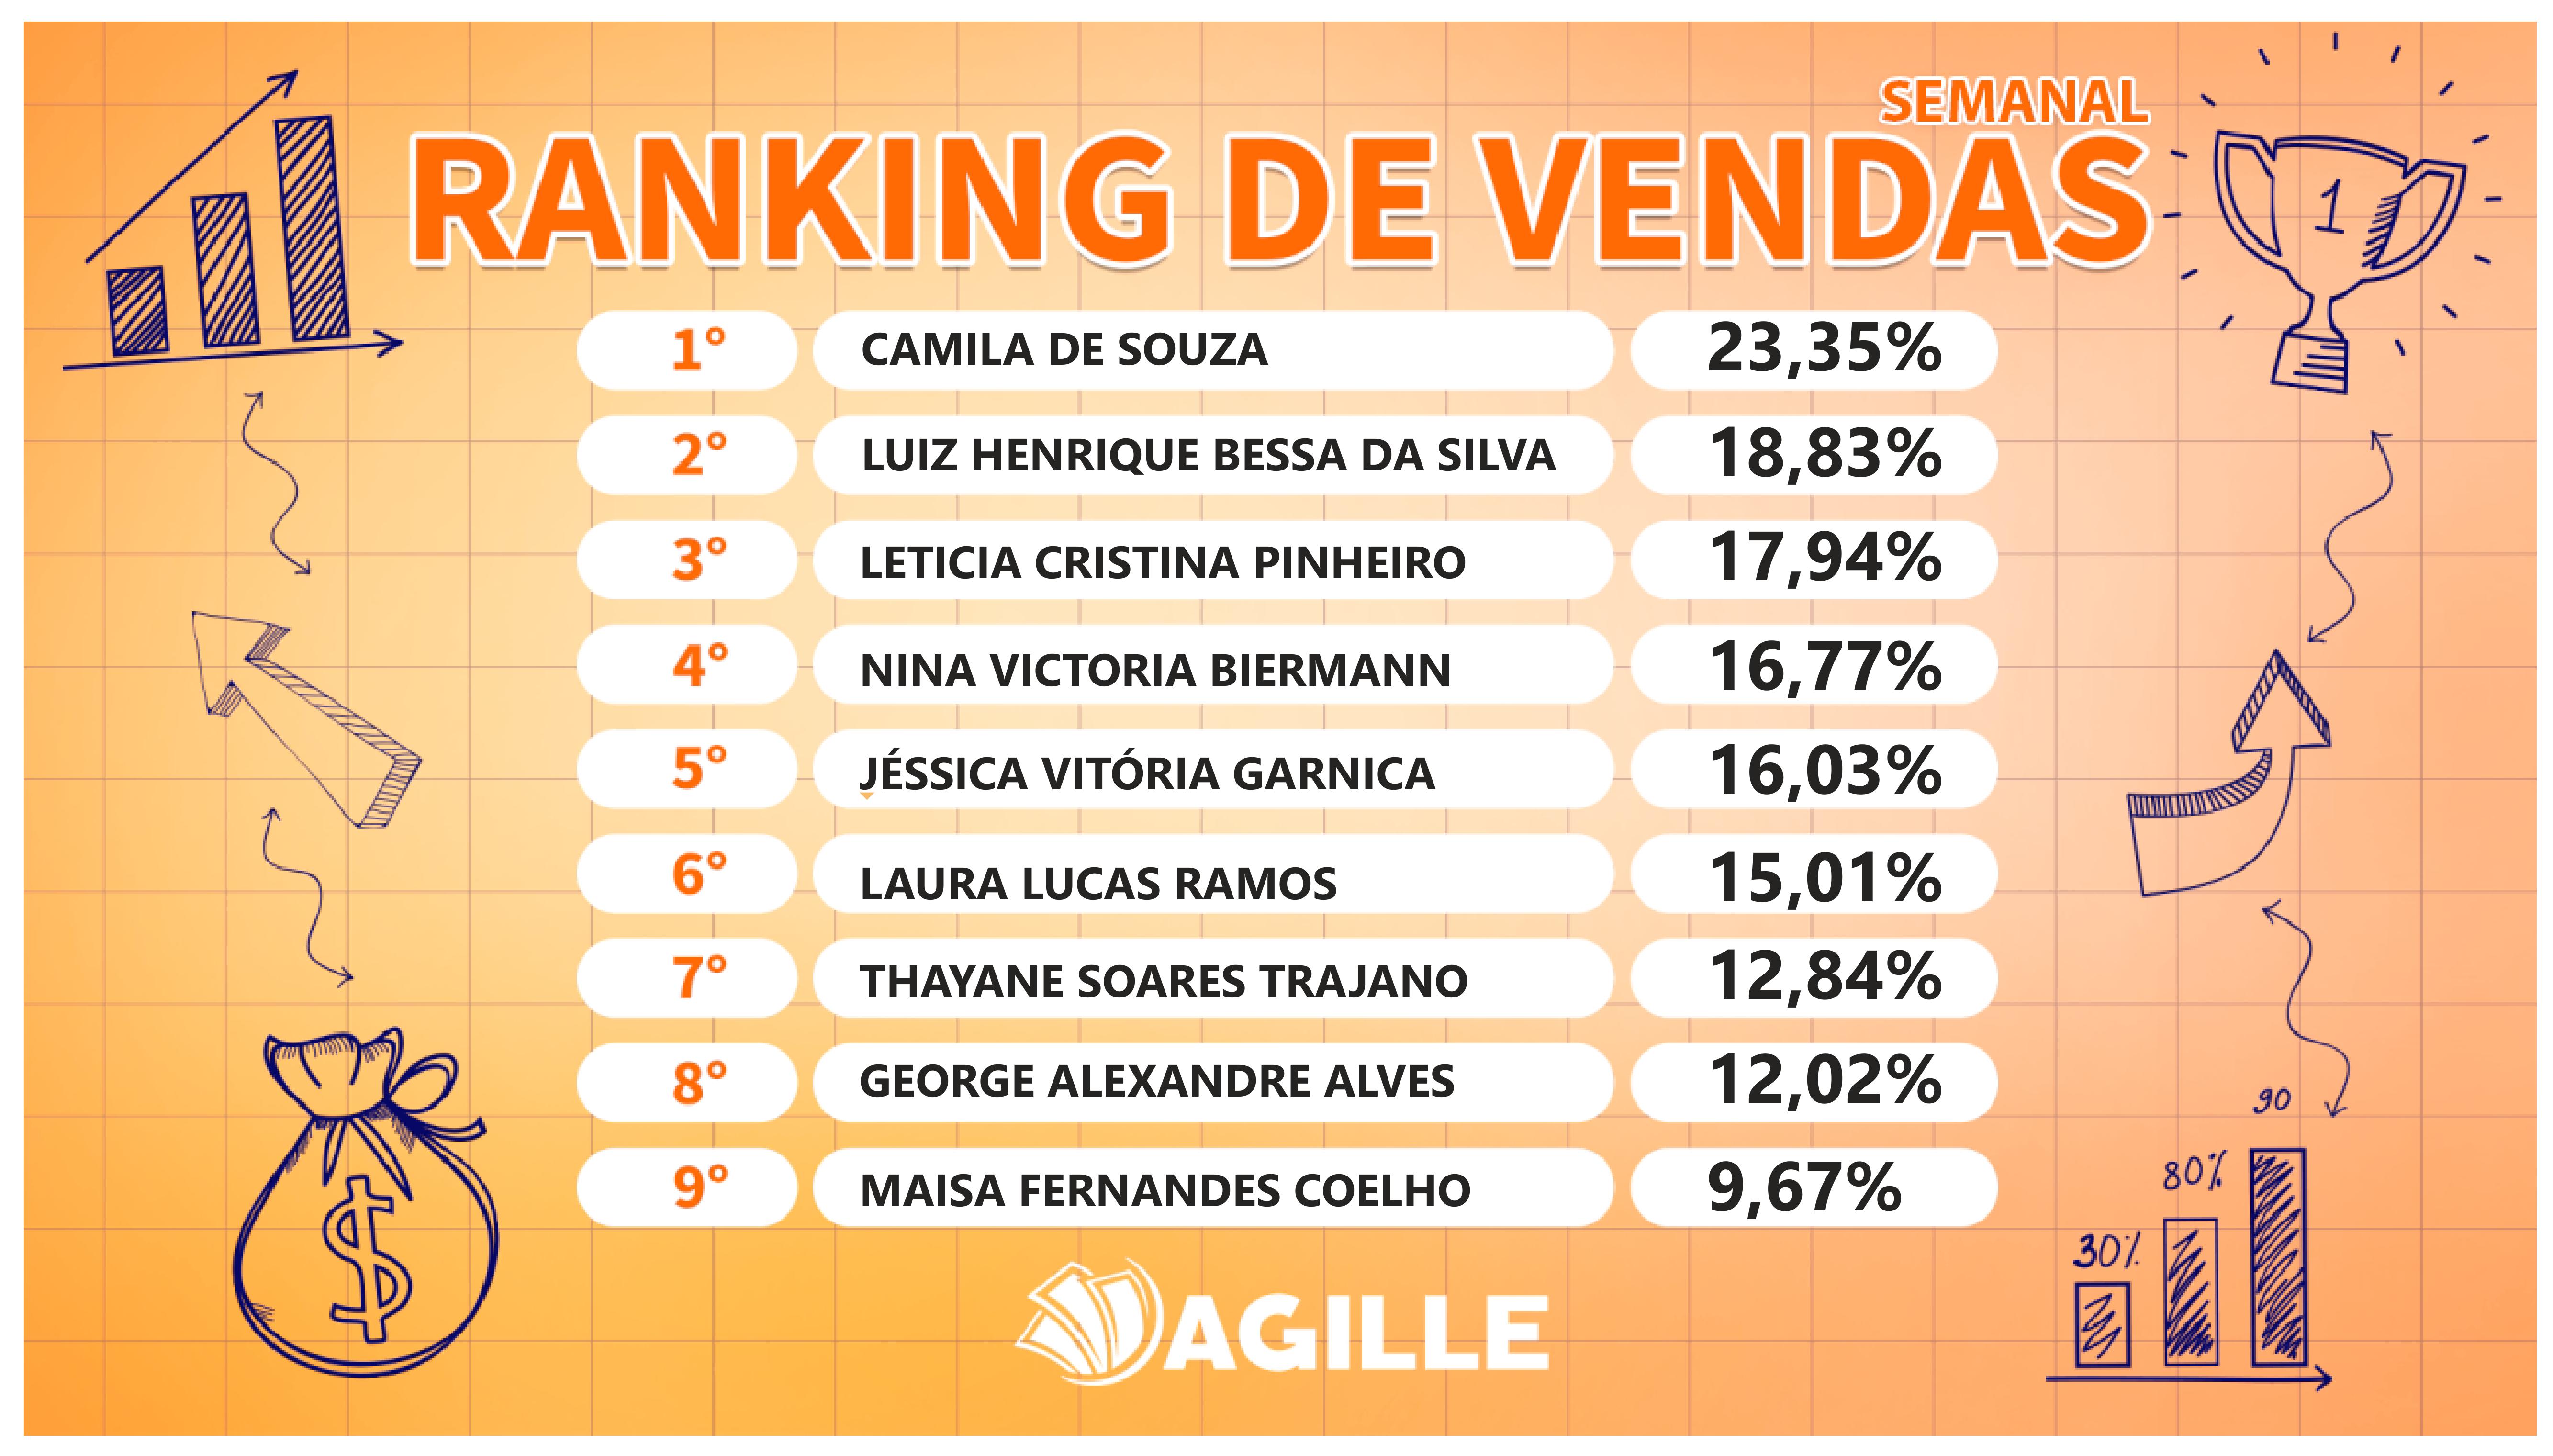 SEMANAL
RANKING DE VENDAS
1
1° CAMILA DE SOUZA 23,35%
2° LUIZ HENRIQUE BESSA DA SILVA 18,83%
3° LETICIA CRISTINA PINHEIRO 17,94%
4° NINA VICTORIA BIERMANN 16,77%
5° JÉSSICA VITÓRIA GARNICA 16,03%
6° LAURA LUCAS RAMOS 15,01%
7° THAYANE SOARES TRAJANO 12,84%
8° GEORGE ALEXANDRE ALVES 12,02%
9° MAISA FERNANDES COELHO 9,67%
$
30%
80%
90
AGILLE